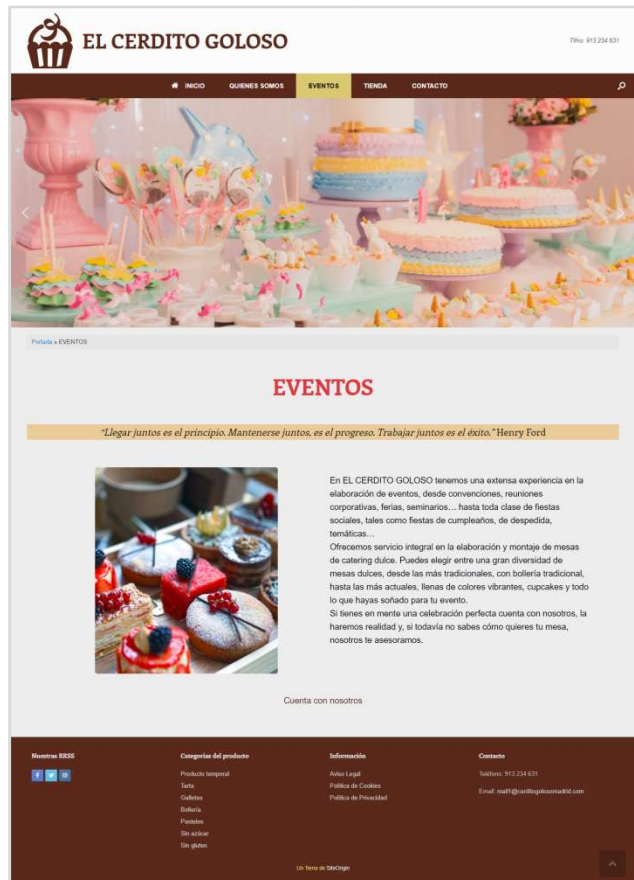 EL CERDITO GOLOSO
Tlfno: 913 234 631
INICIO QUIENES SOMOS EVENTOS TIENDA CONTACTO
Portada » EVENTOS
EVENTOS
“Llegar juntos es el principio. Mantenerse juntos, es el progreso. Trabajar juntos es el éxito.” Henry Ford
En EL CERDITO GOLOSO tenemos una extensa experiencia en la
elaboración de eventos, desde convenciones, reuniones
corporativas, ferias, seminarios… hasta toda clase de fiestas
sociales, tales como fiestas de cumpleaños, de despedida,
temáticas…
Ofrecemos servicio integral en la elaboración y montaje de mesas
de catering dulce. Puedes elegir entre una gran diversidad de
mesas dulces, desde las más tradicionales, con bollería tradicional,
hasta las más actuales, llenas de colores vibrantes, cupcakes y todo
lo que hayas soñado para tu evento.
Si tienes en mente una celebración perfecta cuenta con nosotros, la
haremos realidad y, si todavía no sabes cómo quieres tu mesa,
nosotros te asesoramos.
Cuenta con nosotros
Nuestras RRSS
Categorías del producto
Producto temporal
Tarta
Galletas
Bollería
Pasteles
Sin azúcar
Sin gluten
Información
Aviso Legal
Política de Cookies
Política de Privacidad
Contacto
Teléfono: 913 234 631
Email: mail1@cerditogolosomadrid.com
Un Tema de SiteOrigin